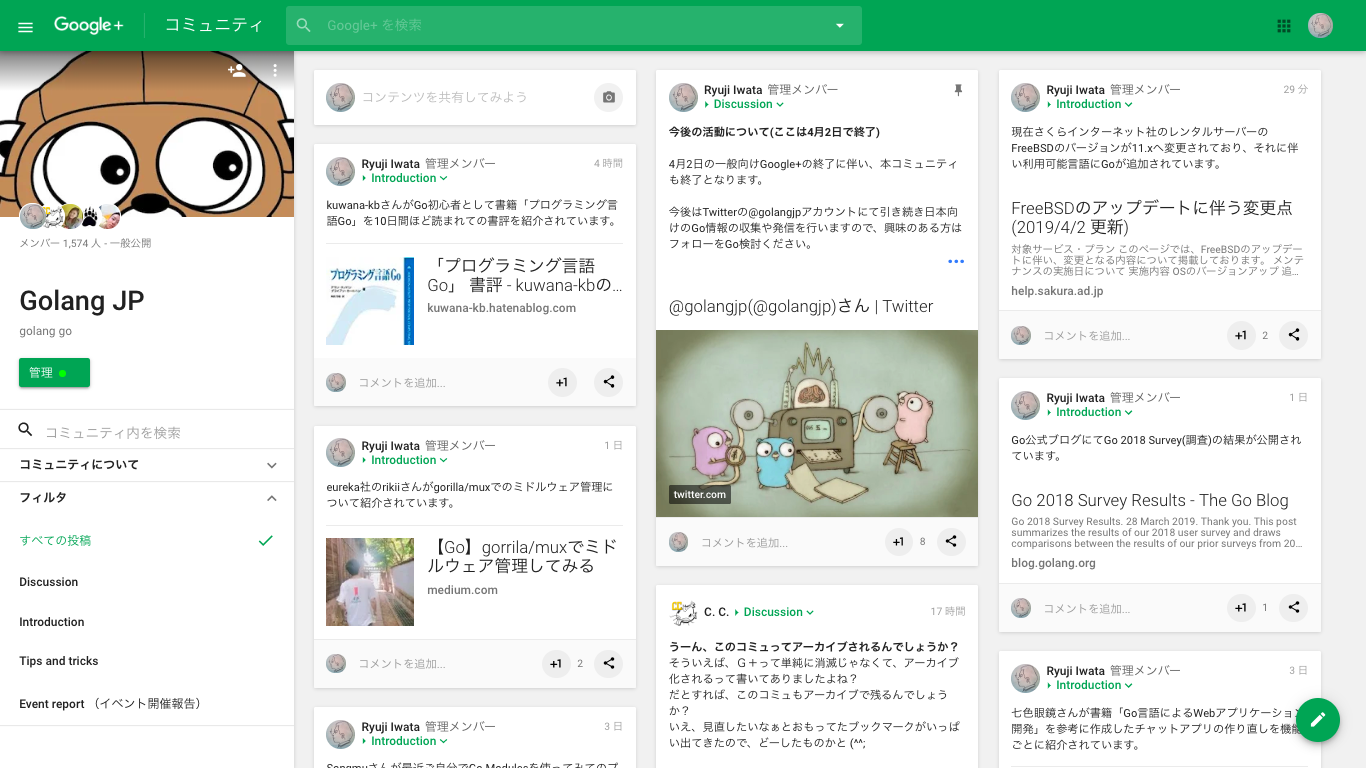 Google+
コミュニティ
Google+ を検索
メンバー 1,574 人 - 一般公開
Golang JP
golang go
管理
コミュニティ内を検索
コミュニティについて
フィルタ
すべての投稿
Discussion
Introduction
Tips and tricks
Event report （イベント開催報告）
コンテンツを共有してみよう
Ryuji Iwata 管理メンバー
4 時間
Introduction
kuwana-kbさんがGo初心者として書籍「プログラミング言
語Go」を10日間ほど読まれての書評を紹介されています。
プログラミング言語Go
「プログラミング言語
Go」 書評 - kuwana-kbの…
kuwana-kb.hatenablog.com
コメントを追加...
+1
Ryuji Iwata 管理メンバー
1 日
Introduction
eureka社のrikiiさんがgorilla/muxでのミドルウェア管理に
ついて紹介されています。
【Go】gorrila/muxでミド
ルウェア管理してみる
medium.com
コメントを追加...
+1
2
Ryuji Iwata 管理メンバー
3 日
Introduction
Songmuさんが最近ご自分でGo Modulesを使ってみてのプ
Ryuji Iwata 管理メンバー
Discussion
今後の活動について(ここは4月2日で終了)
4月2日の一般向けGoogle+の終了に伴い、本コミュニティ
も終了となります。
今後はTwitterの@golangjpアカウントにて引き続き日本向
けのGo情報の収集や発信を行いますので、興味のある方は
フォローをGo検討ください。
@golangjp(@golangjp)さん | Twitter
twitter.com
コメントを追加...
+1
8
C. C.
Discussion
17 時間
うーん、このコミュってアーカイブされるんでしょうか？
そういえば、Ｇ＋って単純に消滅じゃなくて、アーカイブ
化されるって書いてありましたよね？
だとすれば、このコミュもアーカイブで残るんでしょう
か？
いえ、見直したいなぁとおもってたブックマークがいっぱ
い出てきたので、どーしたものかと (^^;
Ryuji Iwata 管理メンバー
29 分
Introduction
現在さくらインターネット社のレンタルサーバーの
FreeBSDのバージョンが11.xへ変更されており、それに伴
い利用可能言語にGoが追加されています。
FreeBSDのアップデートに伴う変更点
(2019/4/2 更新)
対象サービス・プラン このページでは、FreeBSDのアップデー
トに伴い、変更となる内容について掲載しております。 メンテ
ナンスの実施日について 実施内容 OSのバージョンアップ 追…
help.sakura.ad.jp
コメントを追加...
+1
2
Ryuji Iwata 管理メンバー
1 日
Introduction
Go公式ブログにてGo 2018 Survey(調査)の結果が公開され
ています。
Go 2018 Survey Results - The Go Blog
Go 2018 Survey Results. 28 March 2019. Thank you. This post
summarizes the results of our 2018 user survey and draws
comparisons between the results of our prior surveys from 20…
blog.golang.org
コメントを追加...
+1
1
Ryuji Iwata 管理メンバー
3 日
Introduction
七色眼鏡さんが書籍「Go言語によるWebアプリケーション
開発」を参考に作成したチャットアプリの作り直しを機能
ごとに紹介されています。